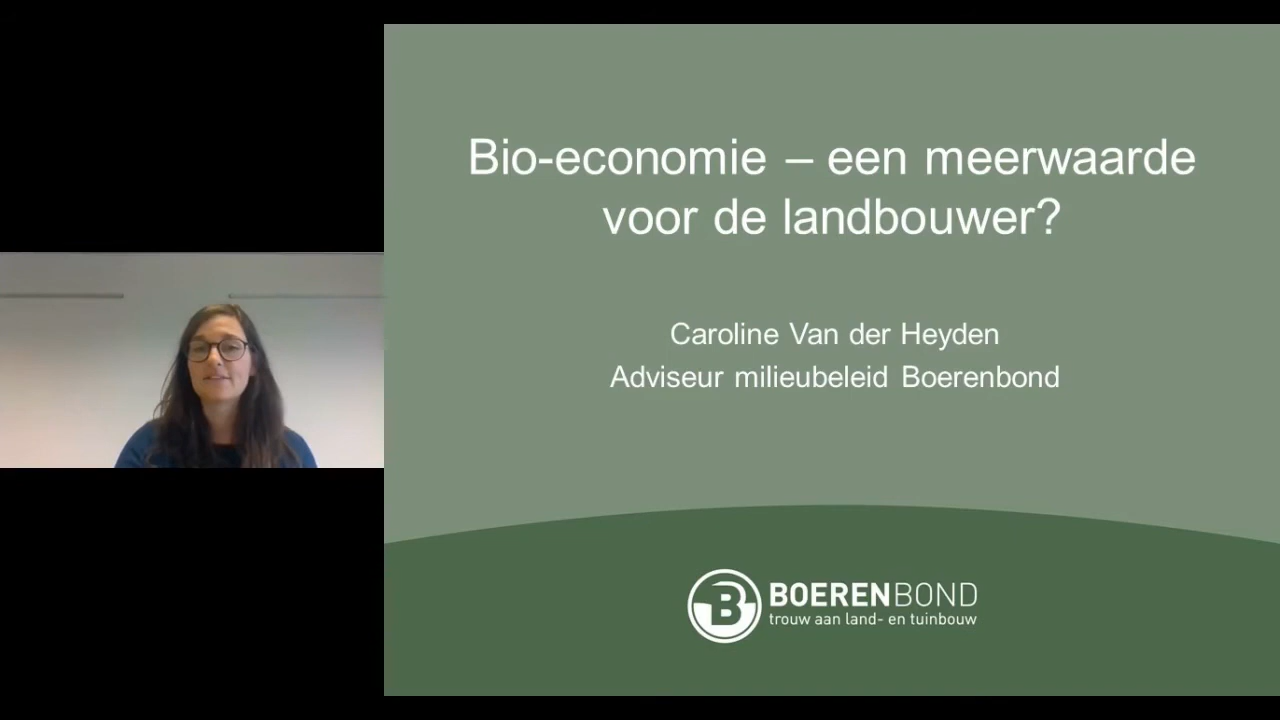 Bio-economie – een meerwaarde
voor de landbouwer?
Caroline Van der Heyden
Adviseur milieubeleid Boerenbond
B BOERENBOND
trouw aan land- en tuinbouw